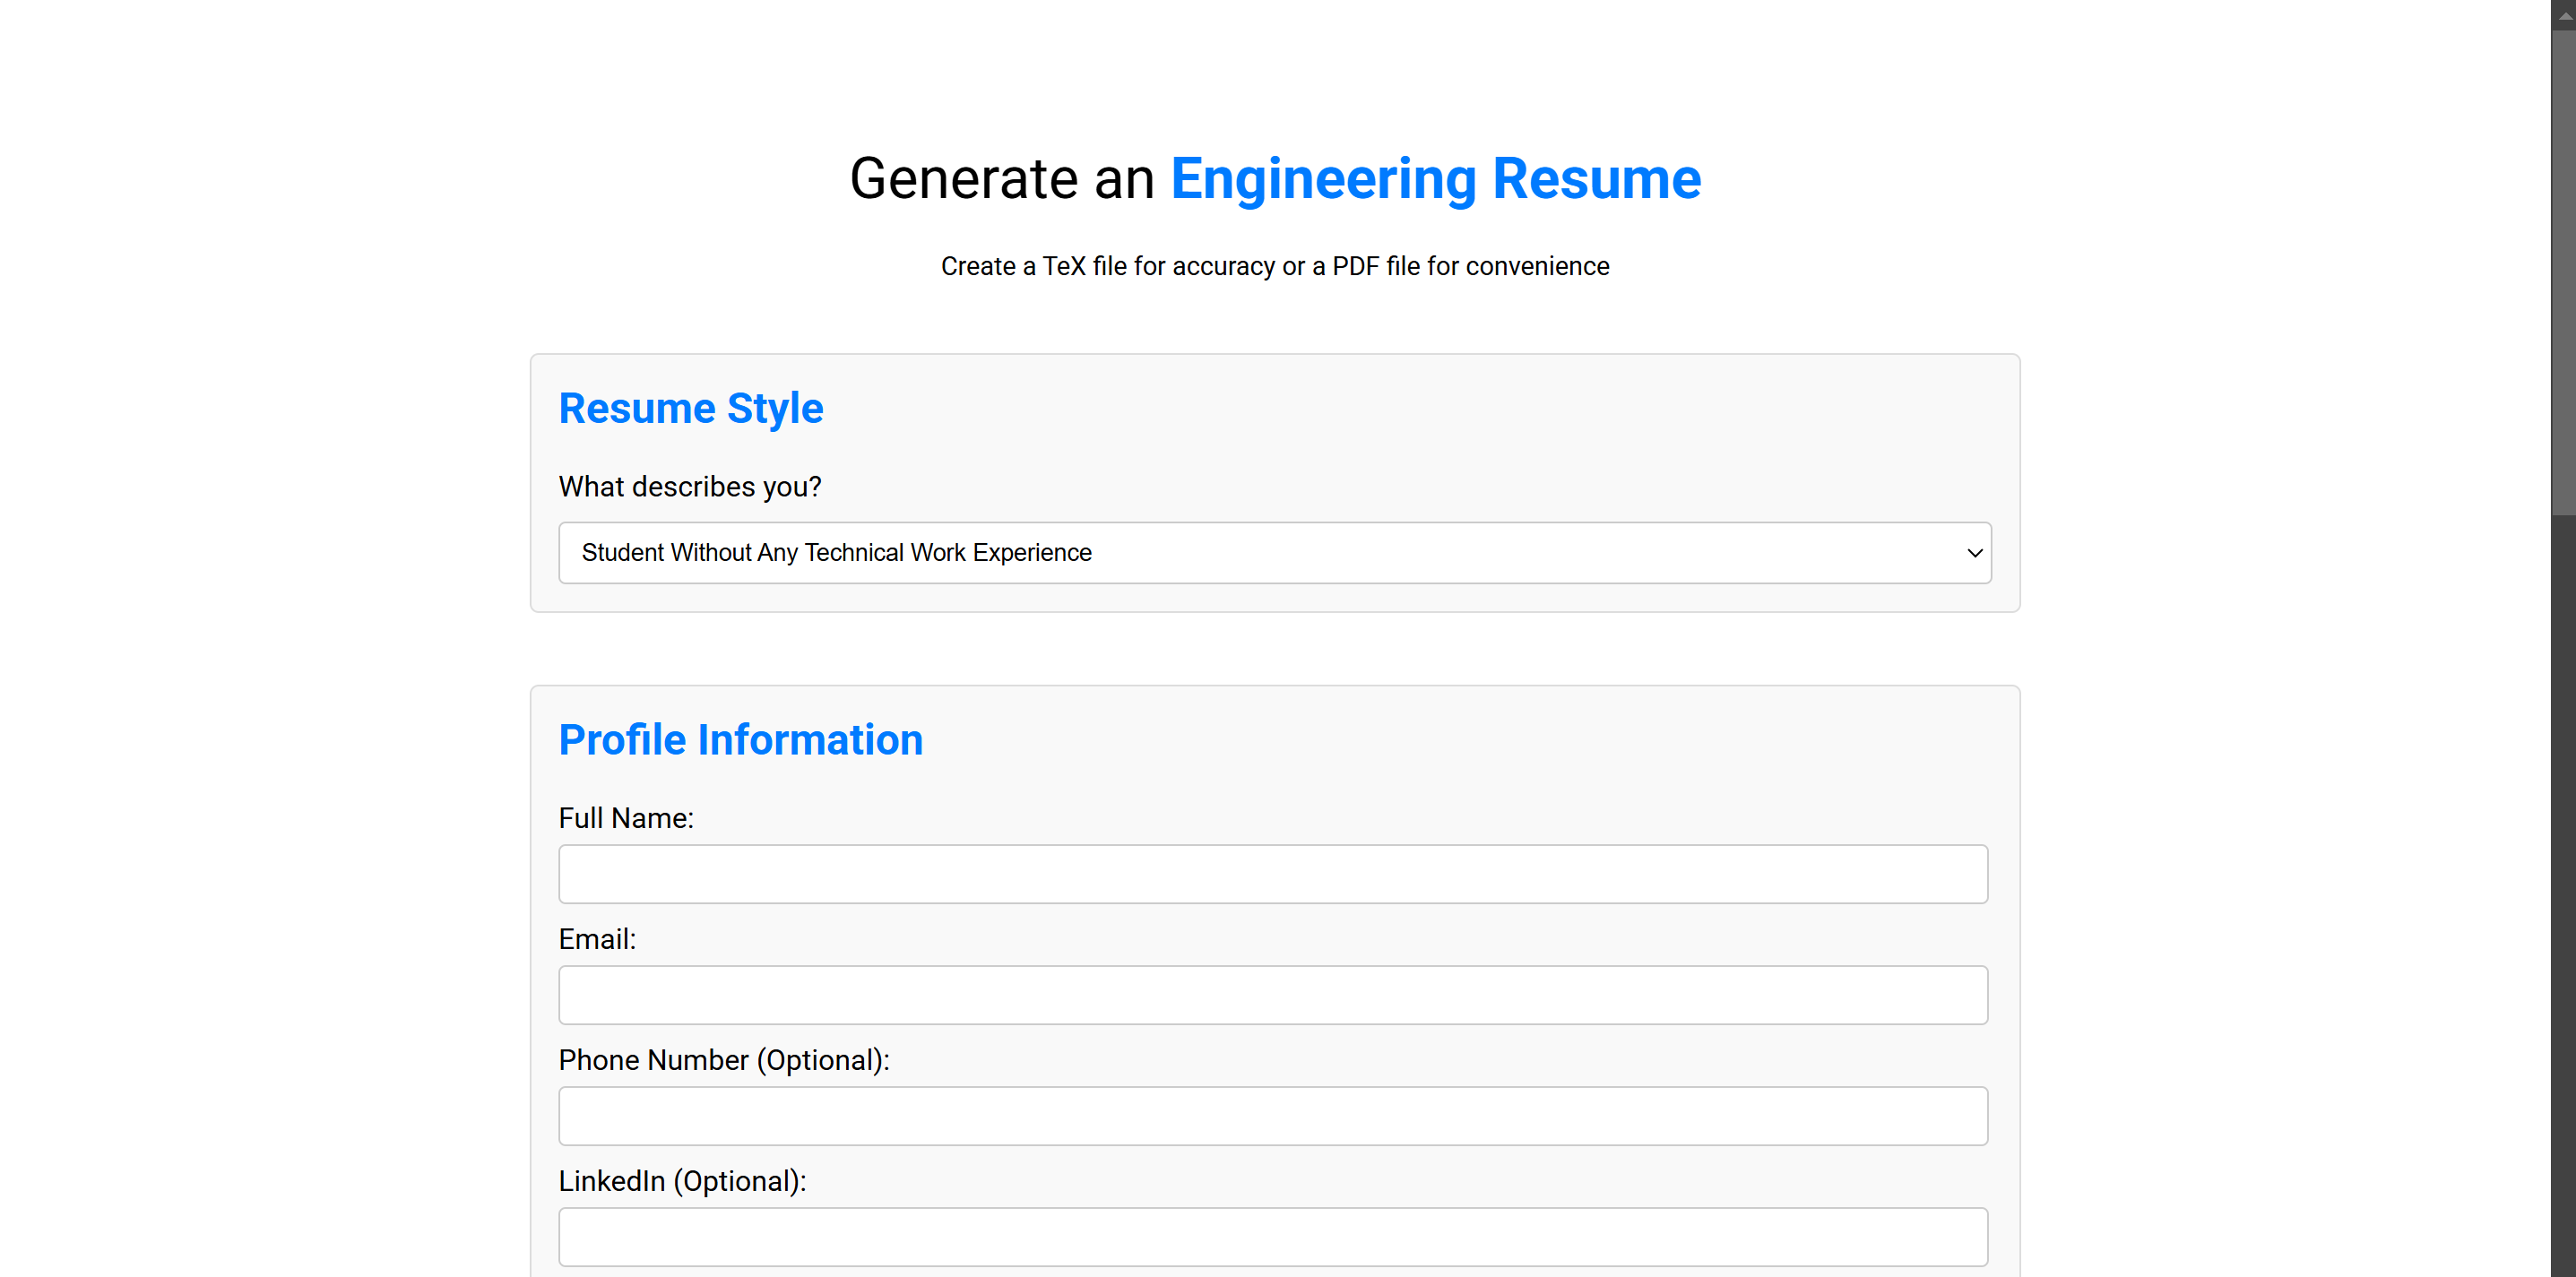 Generate an Engineering Resume
Create a TeX file for accuracy or a PDF file for convenience
Resume Style
What describes you?
Student Without Any Technical Work Experience
Profile Information
Full Name:
Email:
Phone Number (Optional):
LinkedIn (Optional):